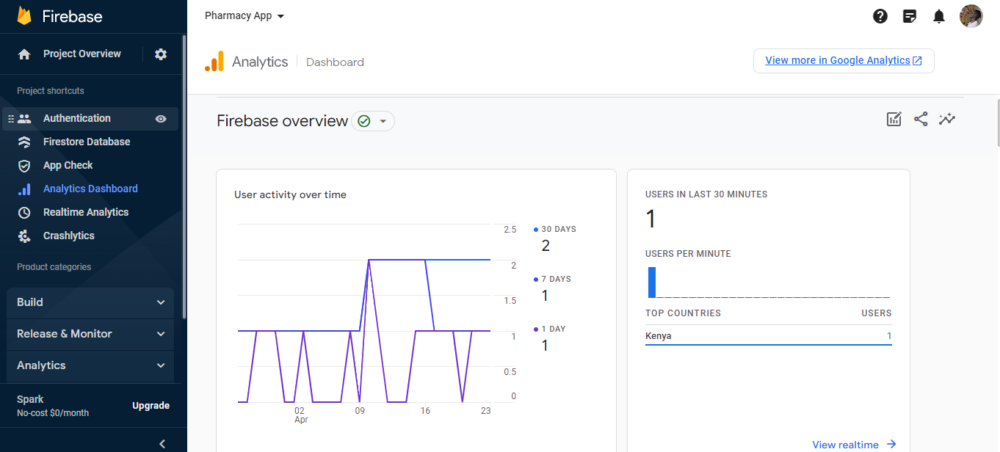 Firebase
Project Overview
Project shortcuts
Authentication
Firestore Database
App Check
Analytics Dashboard
Realtime Analytics
Crashlytics
Product categories
Build
Release & Monitor
Analytics
Spark
No-cost $0/month
Upgrade
Pharmacy App
Analytics
Dashboard
View more in Google Analytics
Firebase overview
User activity over time
2.5
2
1.5
1
0.5
0
02
Apr
09
16
23
30 DAYS
2
7 DAYS
1
1 DAY
1
USERS IN LAST 30 MINUTES
1
USERS PER MINUTE
TOP COUNTRIES USERS
Kenya 1
View realtime